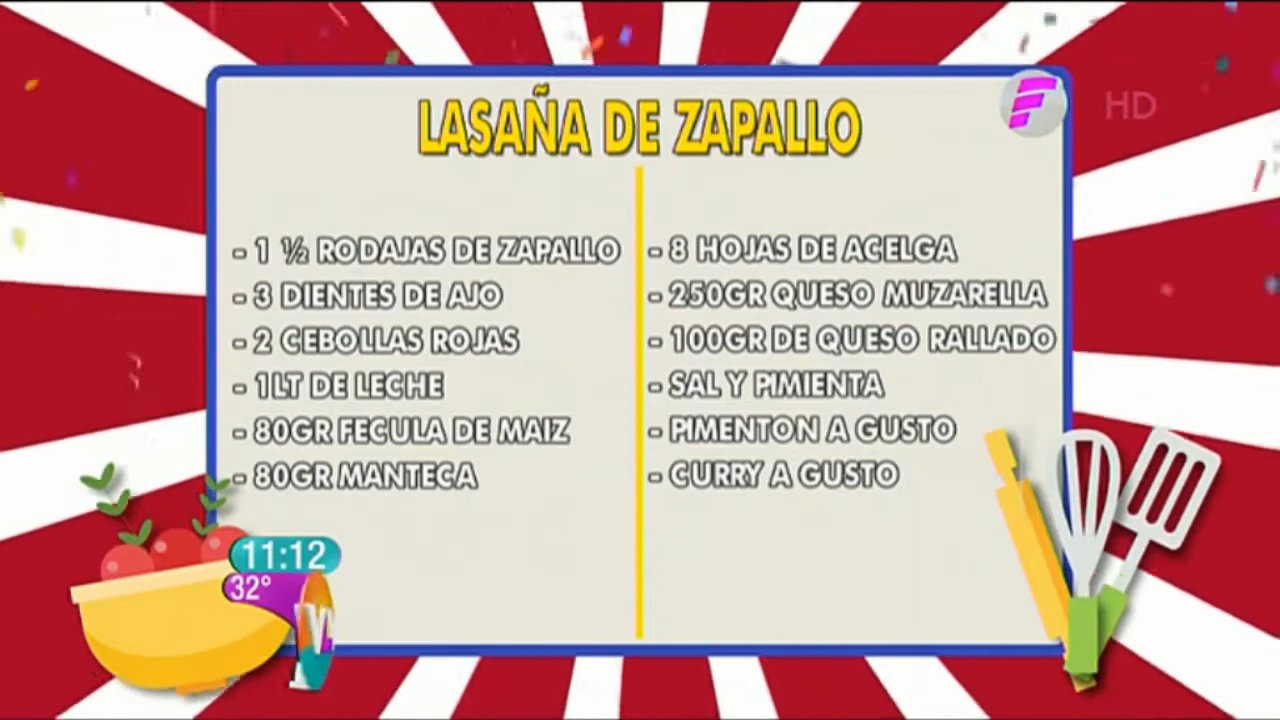 LASAÑA DE ZAPALLO
HD
- 1 ½ RODAJAS DE ZAPALLO
- 3 DIENTES DE AJO
- 2 CEBOLLAS ROJAS
- 1LT DE LECHE
- 80GR FECULA DE MAIZ
- 80GR MANTECA
- 8 HOJAS DE ACELGA
- 250GR QUESO MUZARELLA
- 100GR DE QUESO RALLADO
- SAL Y PIMIENTA
- PIMENTON A GUSTO
- CURRY A GUSTO
11:12
32°